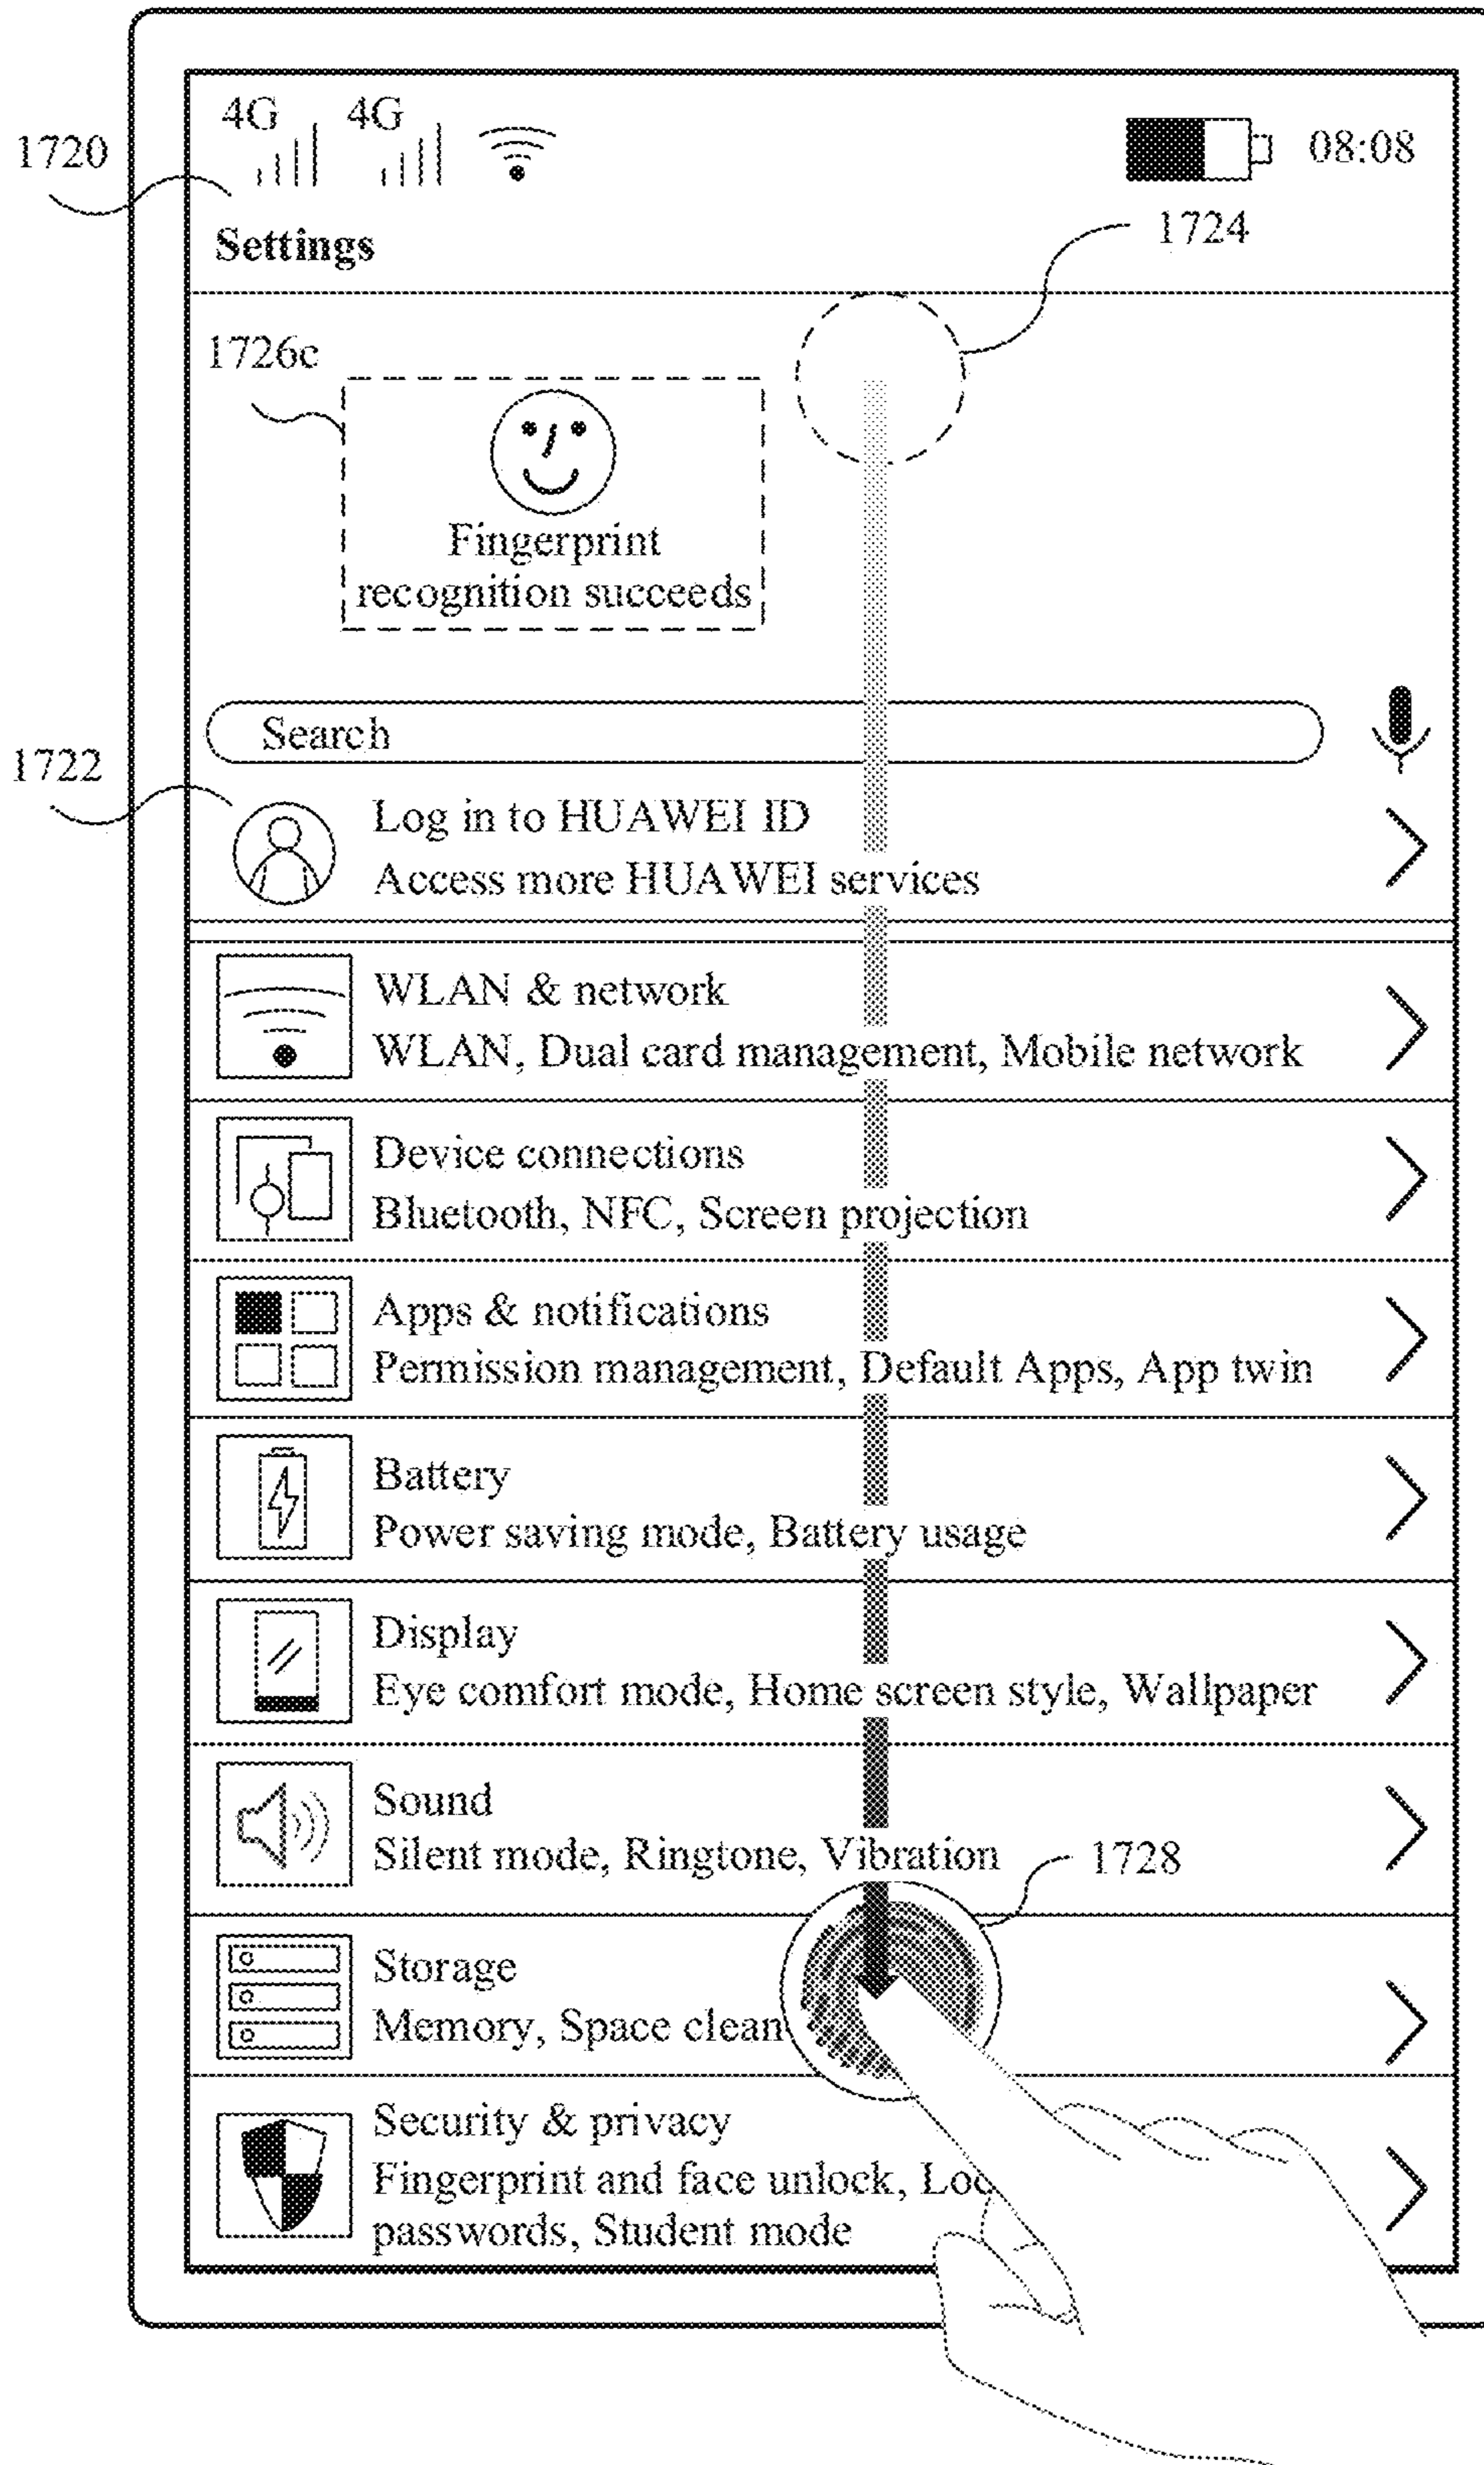 4G 4G 08:08
1720
Settings
1724
1726c
Fingerprint
recognition succeeds
Search
1722
Log in to HUAWEI ID
Access more HUAWEI services
WLAN & network
WLAN, Dual card management, Mobile network
Device connections
Bluetooth, NFC, Screen projection
Apps & notifications
Permission management, Default Apps, App twin
Battery
Power saving mode, Battery usage
Display
Eye comfort mode, Home screen style, Wallpaper
Sound
Silent mode, Ringtone, Vibration
1728
Storage
Memory, Space clean
Security & privacy
Fingerprint and face unlock, Loc
passwords, Student mode